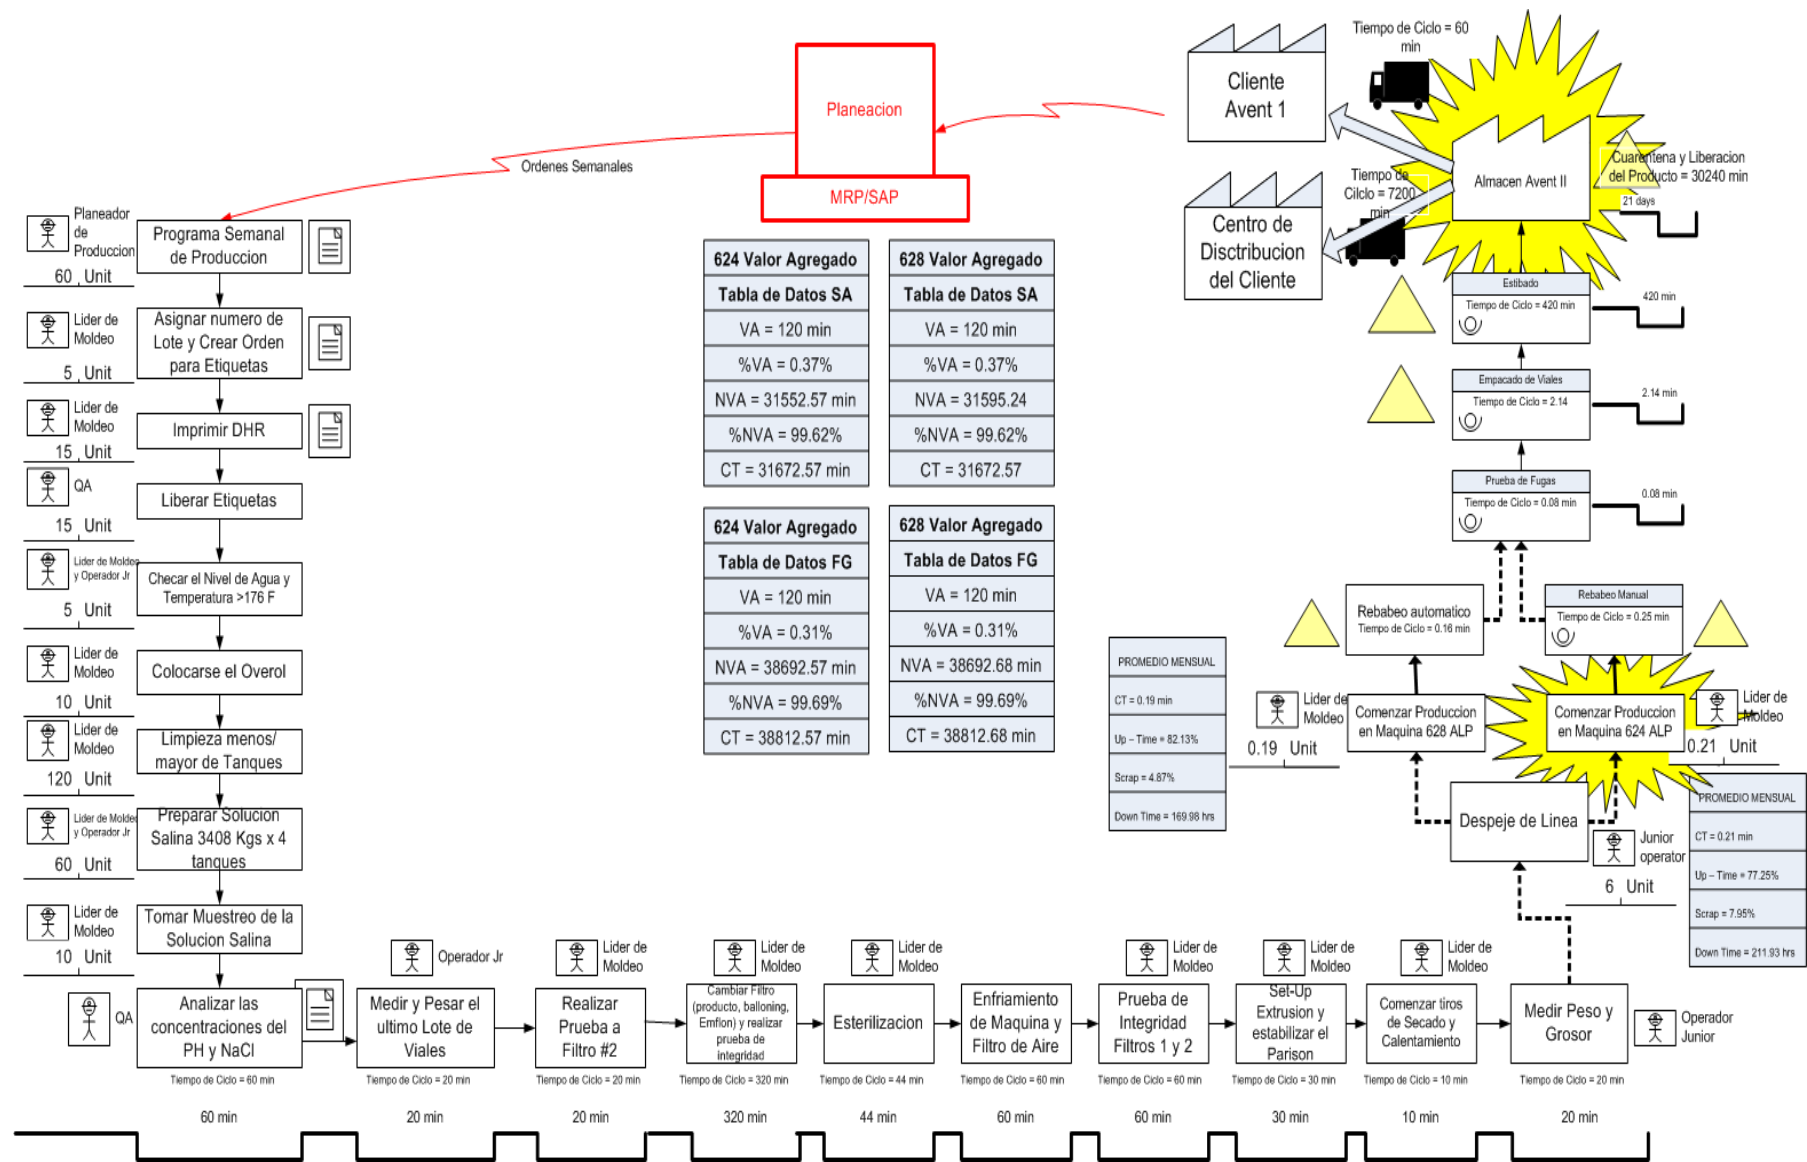 Planeacion
MRP/SAP
Ordenes Semanales
Cliente
Avent 1
Tiempo de Ciclo = 60
min
Centro de
Disctribucion
del Cliente
Tiempo de
Cilclo = 7200
min
Almacen Avent II
Cuarentena y Liberacion
del Producto = 30240 min
21 days
Planeador
de
Produccion
60 Unit
Programa Semanal
de Produccion
Lider de
Moldeo
5 Unit
Asignar numero de
Lote y Crear Orden
para Etiquetas
Lider de
Moldeo
15 Unit
Imprimir DHR
QA
15 Unit
Liberar Etiquetas
Lider de Moldeo
y Operador Jr
5 Unit
Checar el Nivel de Agua y
Temperatura >176 F
Lider de
Moldeo
10 Unit
Colocarse el Overol
Lider de
Moldeo
120 Unit
Limpieza menos/
mayor de Tanques
Lider de Moldeo
y Operador Jr
60 Unit
Preparar Solucion
Salina 3408 Kgs x 4
tanques
Lider de
Moldeo
10 Unit
Tomar Muestreo de la
Solucion Salina
624 Valor Agregado
Tabla de Datos SA
VA = 120 min
%VA = 0.37%
NVA = 31552.57 min
%NVA = 99.62%
CT = 31672.57 min
628 Valor Agregado
Tabla de Datos SA
VA = 120 min
%VA = 0.37%
NVA = 31595.24
%NVA = 99.62%
CT = 31672.57
624 Valor Agregado
Tabla de Datos FG
VA = 120 min
%VA = 0.31%
NVA = 38692.57 min
%NVA = 99.69%
CT = 38812.57 min
628 Valor Agregado
Tabla de Datos FG
VA = 120 min
%VA = 0.31%
NVA = 38692.68 min
%NVA = 99.69%
CT = 38812.68 min
Estibado
Tiempo de Ciclo = 420 min
420 min
Empacado de Viales
Tiempo de Ciclo = 2.14
2.14 min
Prueba de Fugas
Tiempo de Ciclo = 0.08 min
0.08 min
Rebabeo automatico
Tiempo de Ciclo = 0.16 min
Rebabeo Manual
Tiempo de Ciclo = 0.25 min
PROMEDIO MENSUAL
CT = 0.19 min
Up – Time = 82.13%
Scrap = 4.87%
Down Time = 169.98 hrs
Lider de
Moldeo
0.19 Unit
Comenzar Produccion
en Maquina 628 ALP
Comenzar Produccion
en Maquina 624 ALP
Lider de
Moldeo
0.21 Unit
PROMEDIO MENSUAL
CT = 0.21 min
Up – Time = 77.25%
Scrap = 7.95%
Down Time = 211.93 hrs
Despeje de Linea
Junior
operator
6 Unit
QA
Analizar las
concentraciones del
PH y NaCl
Tiempo de Ciclo = 60 min
60 min
Operador Jr
Medir y Pesar el
ultimo Lote de
Viales
Tiempo de Ciclo = 20 min
20 min
Lider de
Moldeo
Realizar
Prueba a
Filtro #2
Tiempo de Ciclo = 20 min
20 min
Lider de
Moldeo
Cambiar Filtro
(producto, ballooning,
Emflon) y realizar
prueba de
integridad
Tiempo de Ciclo = 320 min
320 min
Lider de
Moldeo
Esterilizacion
Tiempo de Ciclo = 44 min
44 min
Enfriamiento
de Maquina y
Filtro de Aire
Tiempo de Ciclo = 60 min
60 min
Lider de
Moldeo
Prueba de
Integridad
Filtros 1 y 2
Tiempo de Ciclo = 60 min
60 min
Lider de
Moldeo
Set-Up
Extrusion y
estabilizar el
Parison
Tiempo de Ciclo = 30 min
30 min
Lider de
Moldeo
Comenzar tiros
de Secado y
Calentamiento
Tiempo de Ciclo = 10 min
10 min
Medir Peso y
Grosor
Operador
Junior
Tiempo de Ciclo = 20 min
20 min